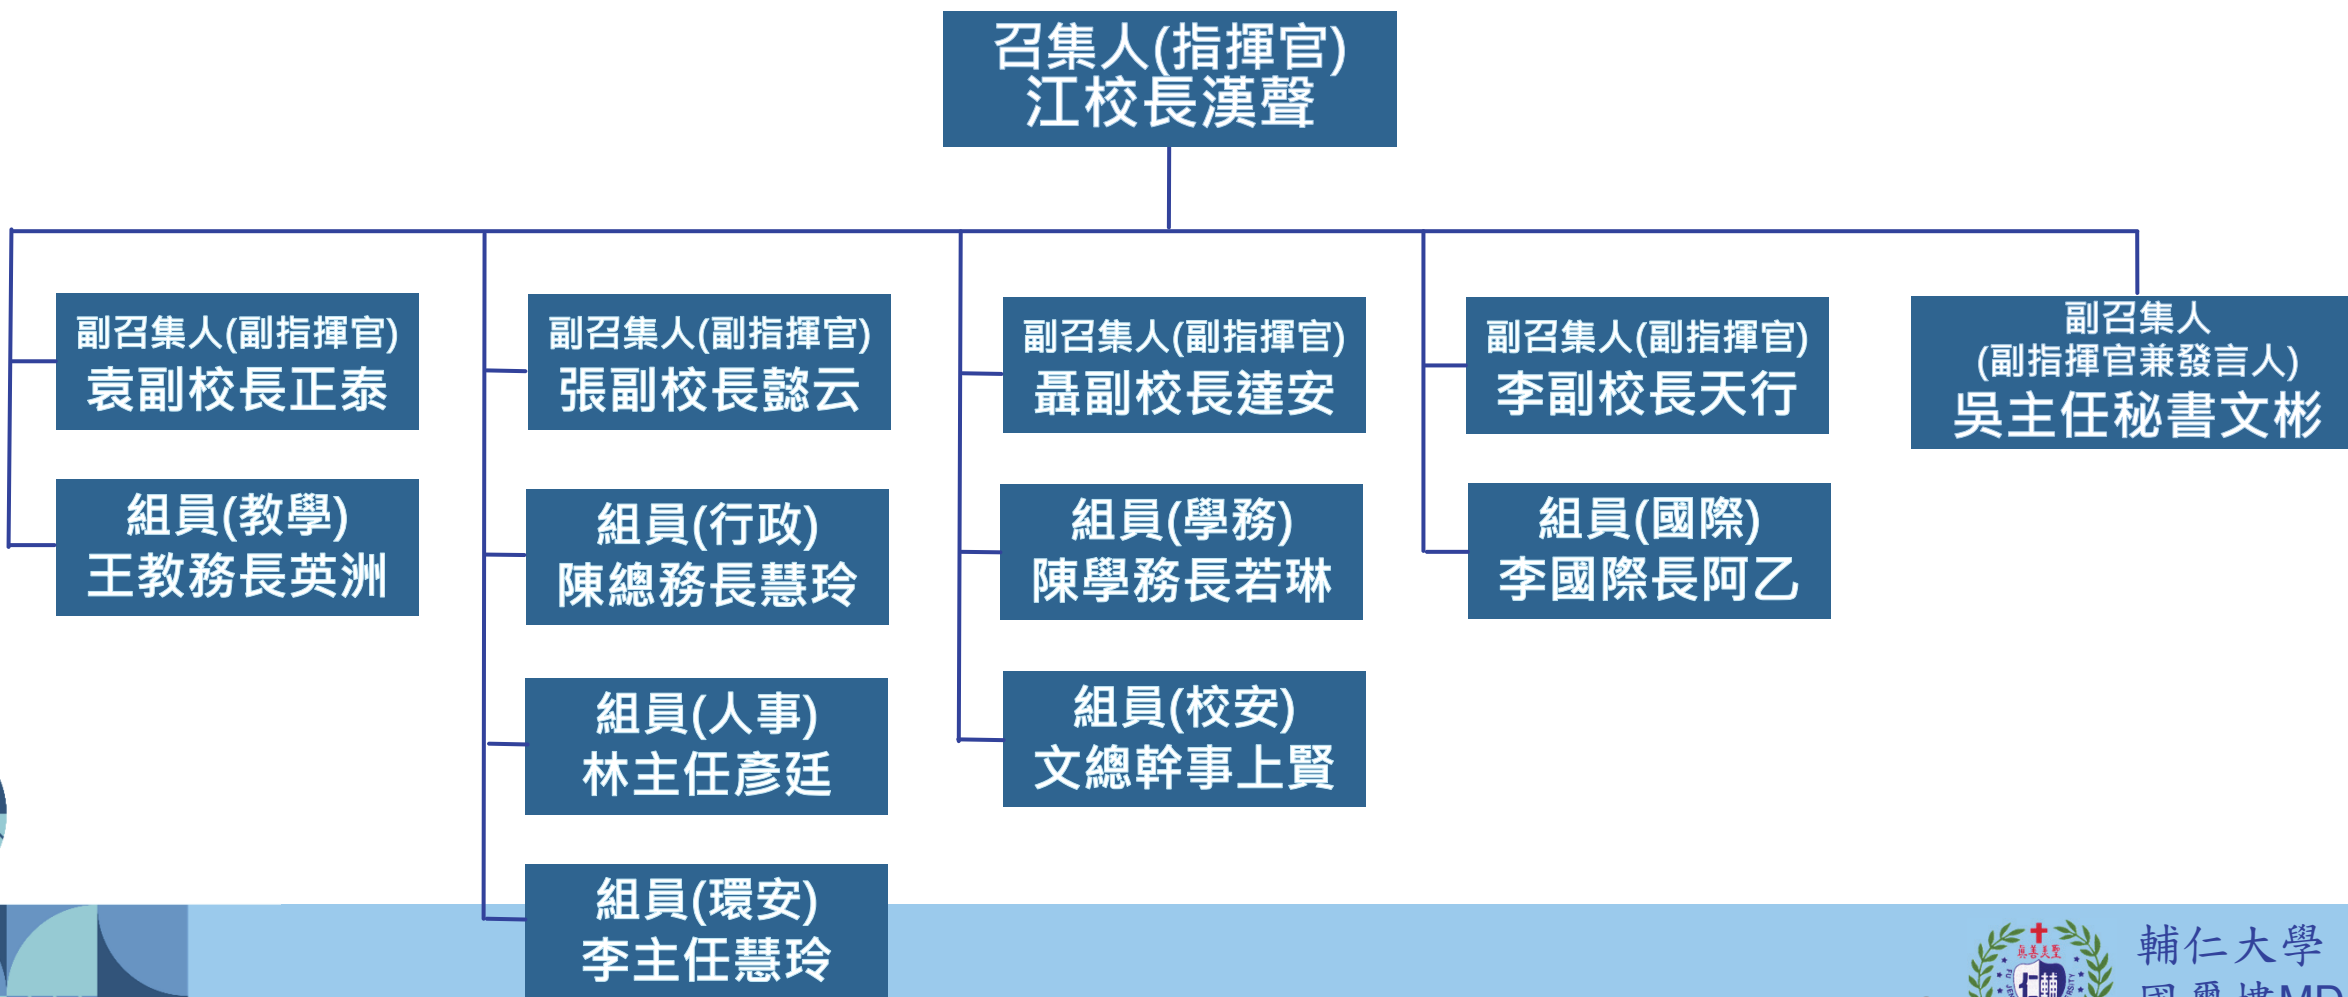 召集人(指揮官)
江校長漢聲
副召集人(副指揮官)
袁副校長正泰
副召集人(副指揮官)
張副校長懿云
副召集人(副指揮官)
聶副校長達安
副召集人(副指揮官)
李副校長天行
副召集人
(副指揮官兼發言人)
吳主任秘書文彬
組員(教學)
王教務長英洲
組員(行政)
陳總務長慧玲
組員(學務)
陳學務長若琳
組員(國際)
李國際長阿乙
組員(人事)
林主任彥廷
組員(校安)
文總幹事上賢
組員(環安)
李主任慧玲
輔仁大學